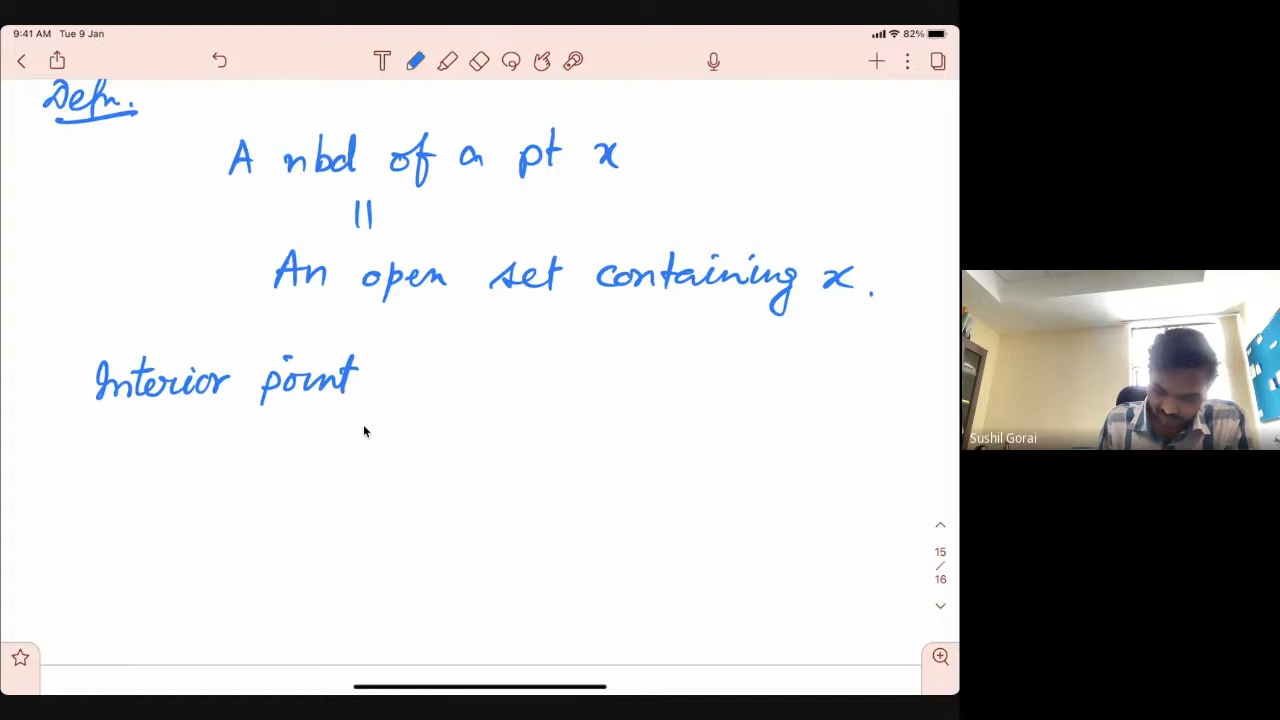 9:41 AM Tue 9 Jan
82%
Defn.
A nbd of a pt x
||
An open set containing x.
Interior point
Sushil Gorai
15
/
16